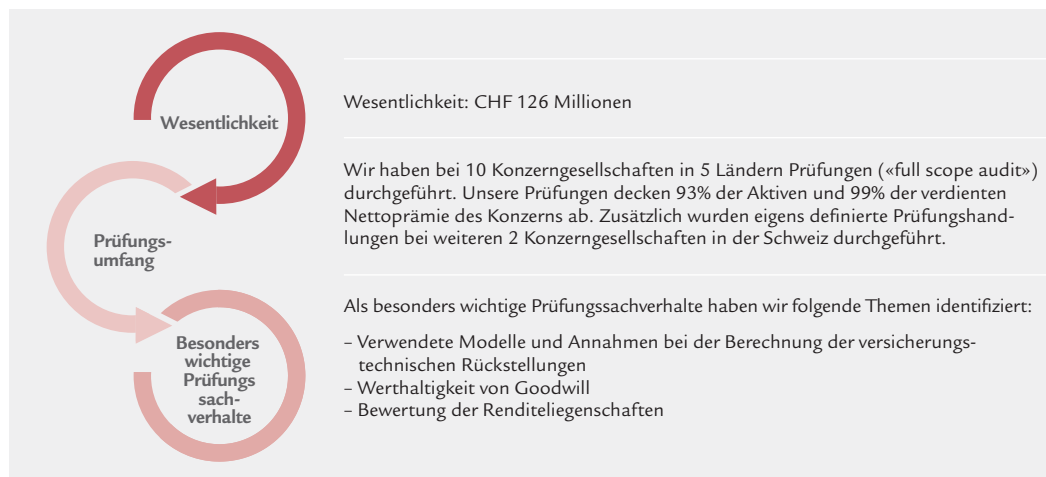 Wesentlichkeit
Wesentlichkeit: CHF 126 Millionen
Prüfungs-
umfang
Wir haben bei 10 Konzerngesellschaften in 5 Ländern Prüfungen («full scope audit»)
durchgeführt. Unsere Prüfungen decken 93% der Aktiven und 99% der verdienten
Nettoprämie des Konzerns ab. Zusätzlich wurden eigens definierte Prüfungshand-
lungen bei weiteren 2 Konzerngesellschaften in der Schweiz durchgeführt.
Besonders
wichtige
Prüfungs
sach-
verhalte
Als besonders wichtige Prüfungssachverhalte haben wir folgende Themen identifiziert:
– Verwendete Modelle und Annahmen bei der Berechnung der versicherungs-
technischen Rückstellungen
– Werthaltigkeit von Goodwill
– Bewertung der Renditeliegenschaften